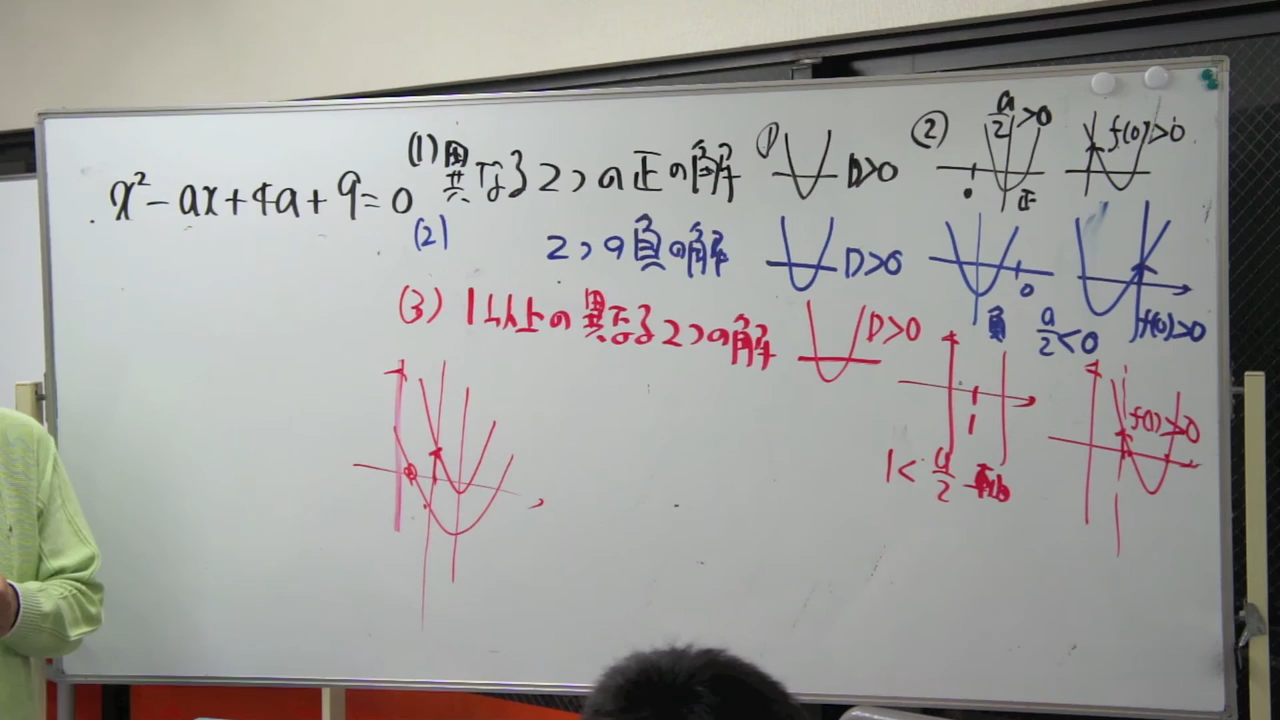 x² - ax + 4a + 9 = 0
(1) 異なる2つの正の解 ① D>0 ② a/2>0 f(0)>0
0 正
(2) 2つの負の解 D>0 0 負 a/2<0 f(0)>0
(3) 1以上の異なる2つの解 D>0
1 f(1)≧0
1< a/2 軸